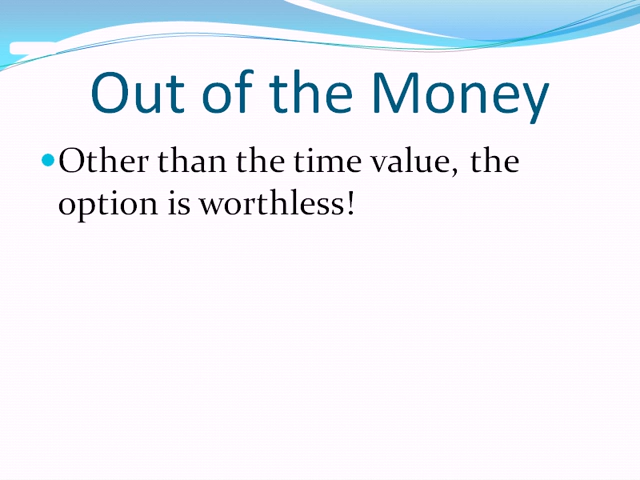 Out of the Money
•Other than the time value, the
option is worthless!